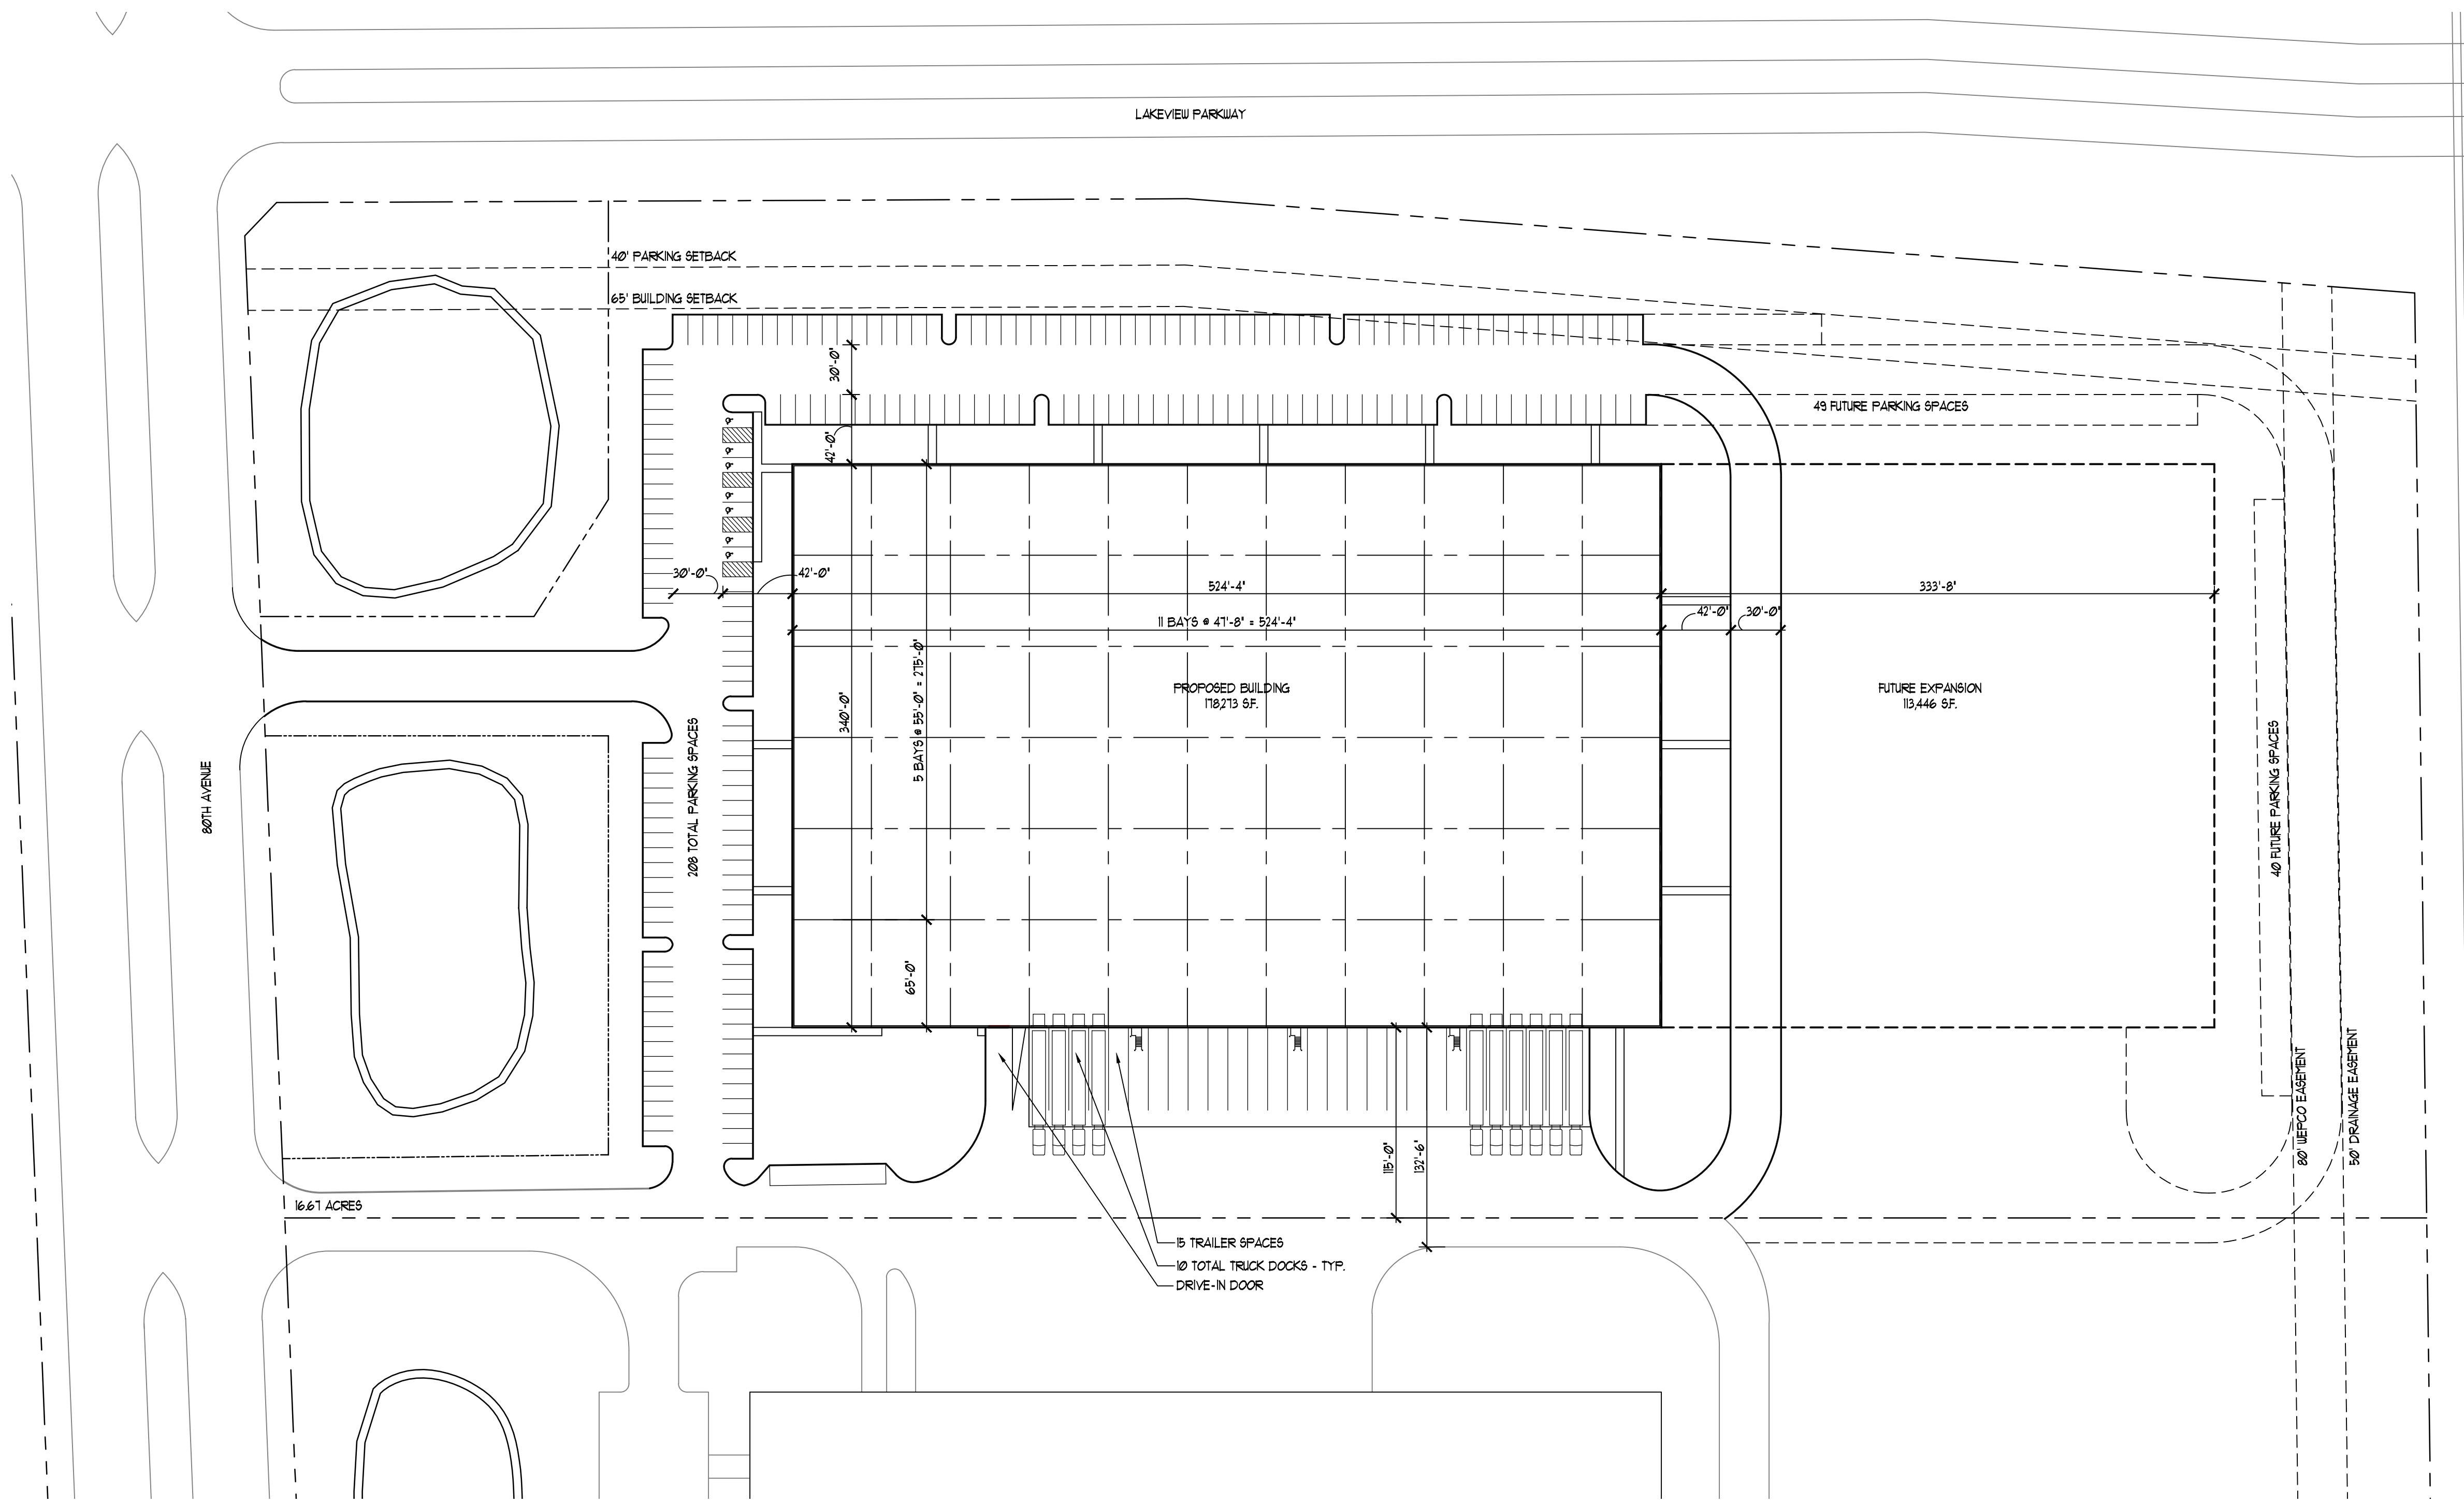 LAKEVIEW PARKWAY
40' PARKING SETBACK
65' BUILDING SETBACK
30'-0"
49 FUTURE PARKING SPACES
42'-0"
30'-0"
42'-0"
524'-4"
333'-8"
11 BAYS @ 47'-8" = 524'-4"
42'-0"
30'-0"
340'-0"
5 BAYS @ 55'-0" = 275'-0"
PROPOSED BUILDING
178,273 S.F.
FUTURE EXPANSION
113,446 S.F.
80TH AVENUE
208 TOTAL PARKING SPACES
40 FUTURE PARKING SPACES
65'-0"
80' WEPCO EASEMENT
50' DRAINAGE EASEMENT
115'-0"
132'-6"
16.67 ACRES
15 TRAILER SPACES
10 TOTAL TRUCK DOCKS - TYP.
DRIVE-IN DOOR